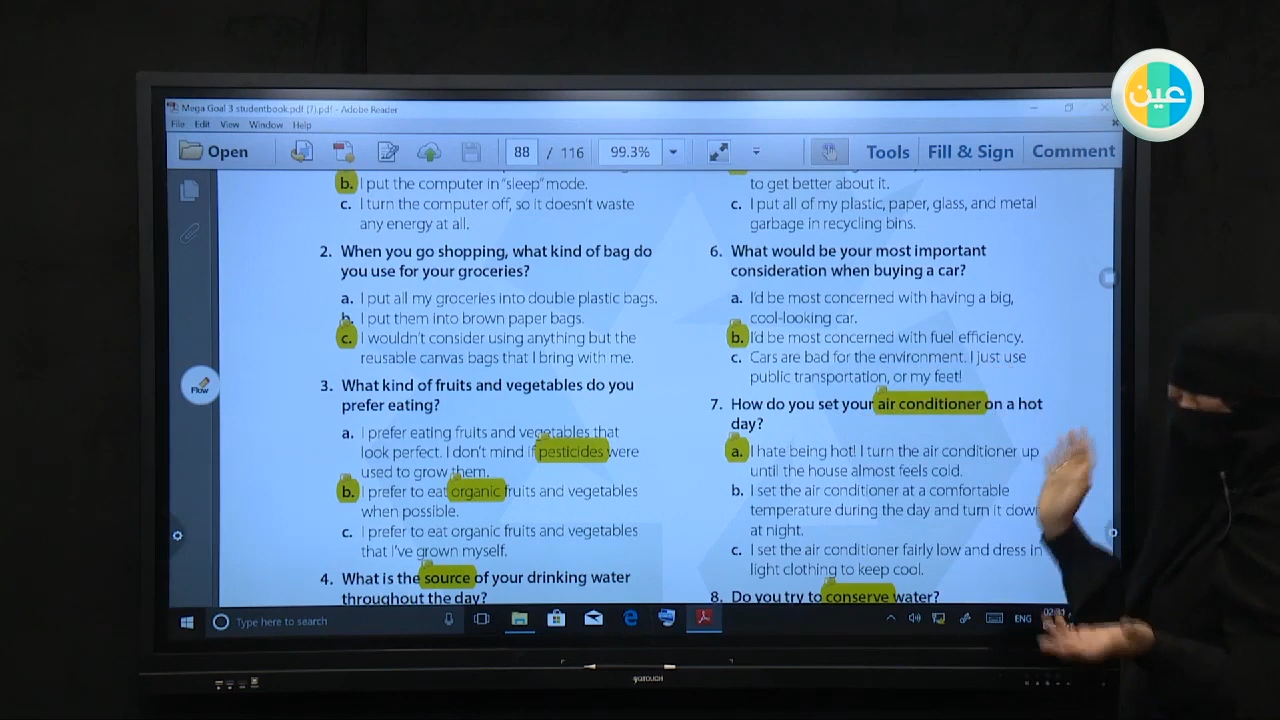 عين
Mega Goal 3 studentbook.pdf (7).pdf - Adobe Reader
File Edit View Window Help
Open 88 / 116 99.3% Tools Fill & Sign Comment
b. I put the computer in “sleep” mode.
c. I turn the computer off, so it doesn’t waste
any energy at all.
2. When you go shopping, what kind of bag do
you use for your groceries?
a. I put all my groceries into double plastic bags.
b. I put them into brown paper bags.
c. I wouldn’t consider using anything but the
reusable canvas bags that I bring with me.
3. What kind of fruits and vegetables do you
prefer eating?
a. I prefer eating fruits and vegetables that
look perfect. I don’t mind if pesticides were
used to grow them.
b. I prefer to eat organic fruits and vegetables
when possible.
c. I prefer to eat organic fruits and vegetables
that I’ve grown myself.
4. What is the source of your drinking water
throughout the day?
to get better about it.
c. I put all of my plastic, paper, glass, and metal
garbage in recycling bins.
6. What would be your most important
consideration when buying a car?
a. I’d be most concerned with having a big,
cool-looking car.
b. I’d be most concerned with fuel efficiency.
c. Cars are bad for the environment. I just use
public transportation, or my feet!
7. How do you set your air conditioner on a hot
day?
a. I hate being hot! I turn the air conditioner up
until the house almost feels cold.
b. I set the air conditioner at a comfortable
temperature during the day and turn it down
at night.
c. I set the air conditioner fairly low and dress in
light clothing to keep cool.
8. Do you try to conserve water?
Flow
Type here to search
ENG